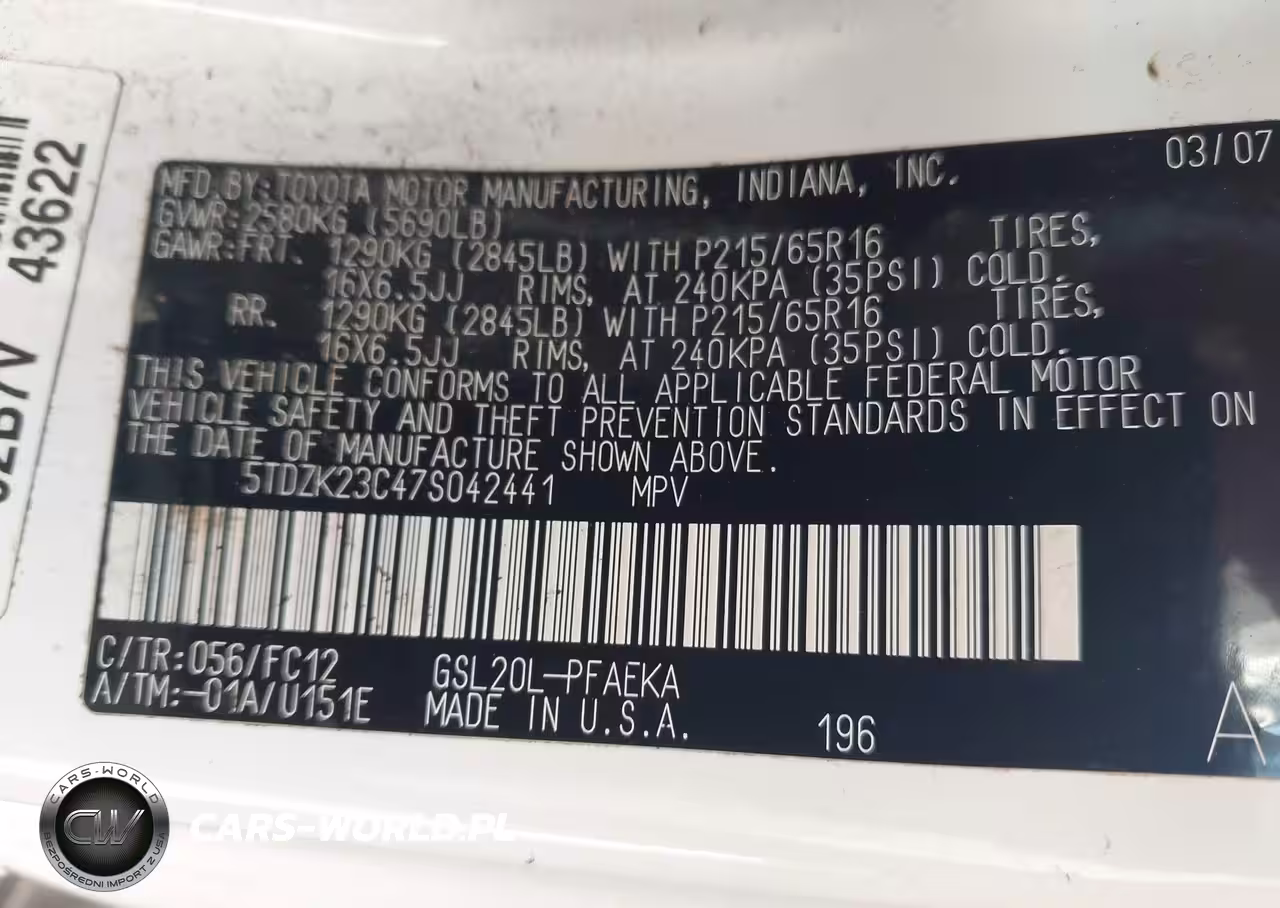 43622
03/07
MFD.BY:TOYOTA MOTOR MANUFACTURING, INDIANA, INC.
GVWR:2580KG (5690LB)
GAWR:FRT. 1290KG (2845LB) WITH P215/65R16 TIRES,
16X6.5JJ RIMS, AT 240KPA (35PSI) COLD.
RR. 1290KG (2845LB) WITH P215/65R16 TIRES,
16X6.5JJ RIMS, AT 240KPA (35PSI) COLD.
THIS VEHICLE CONFORMS TO ALL APPLICABLE FEDERAL MOTOR
VEHICLE SAFETY AND THEFT PREVENTION STANDARDS IN EFFECT ON
THE DATE OF MANUFACTURE SHOWN ABOVE.
5TDZK23C47S042441 MPV
C/TR:056/FC12 GSL20L-PFAEKA
A/TM:-01A/U151E MADE IN U.S.A. 196
A
CARS-WORLD
CW
BEZPOŚREDNI IMPORT Z USA
CARS-WORLD.PL